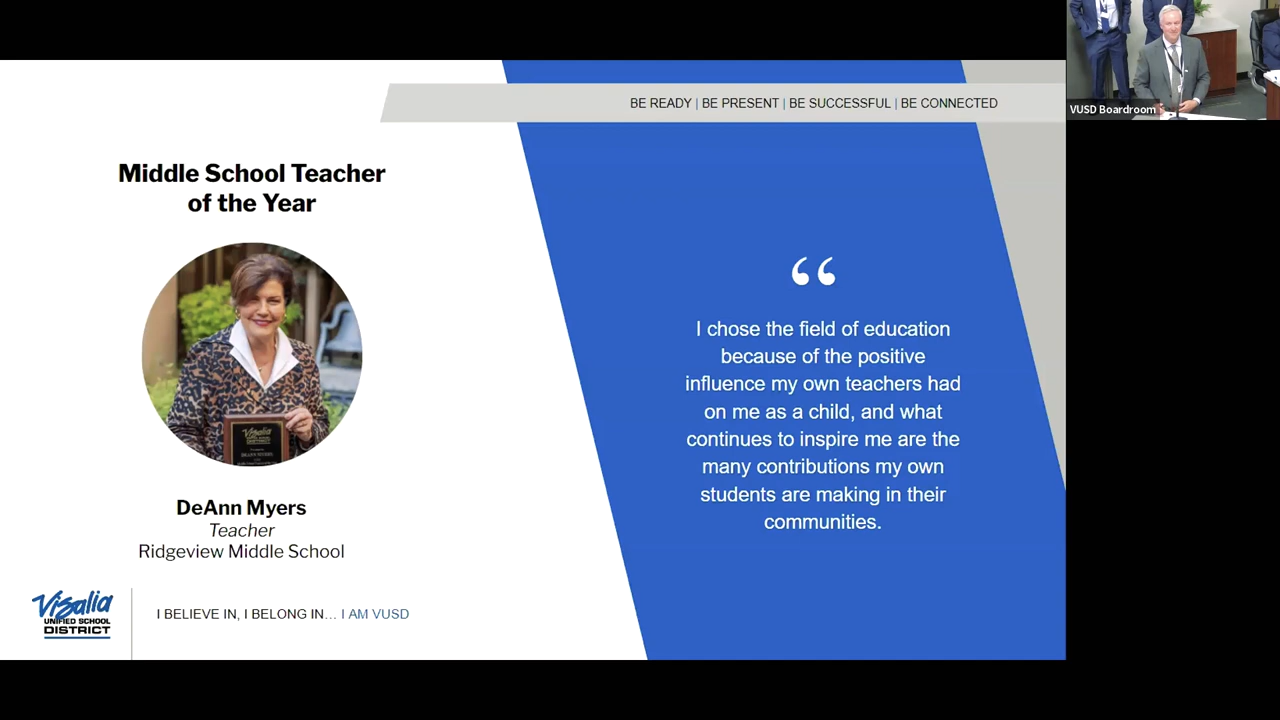 BE READY | BE PRESENT | BE SUCCESSFUL | BE CONNECTED
VUSD Boardroom
Middle School Teacher
of the Year
Visalia
DISTRICT
DeAnn Myers
Teacher
Ridgeview Middle School
“
I chose the field of education
because of the positive
influence my own teachers had
on me as a child, and what
continues to inspire me are the
many contributions my own
students are making in their
communities.
Visalia
UNIFIED SCHOOL
DISTRICT
I BELIEVE IN, I BELONG IN... I AM VUSD